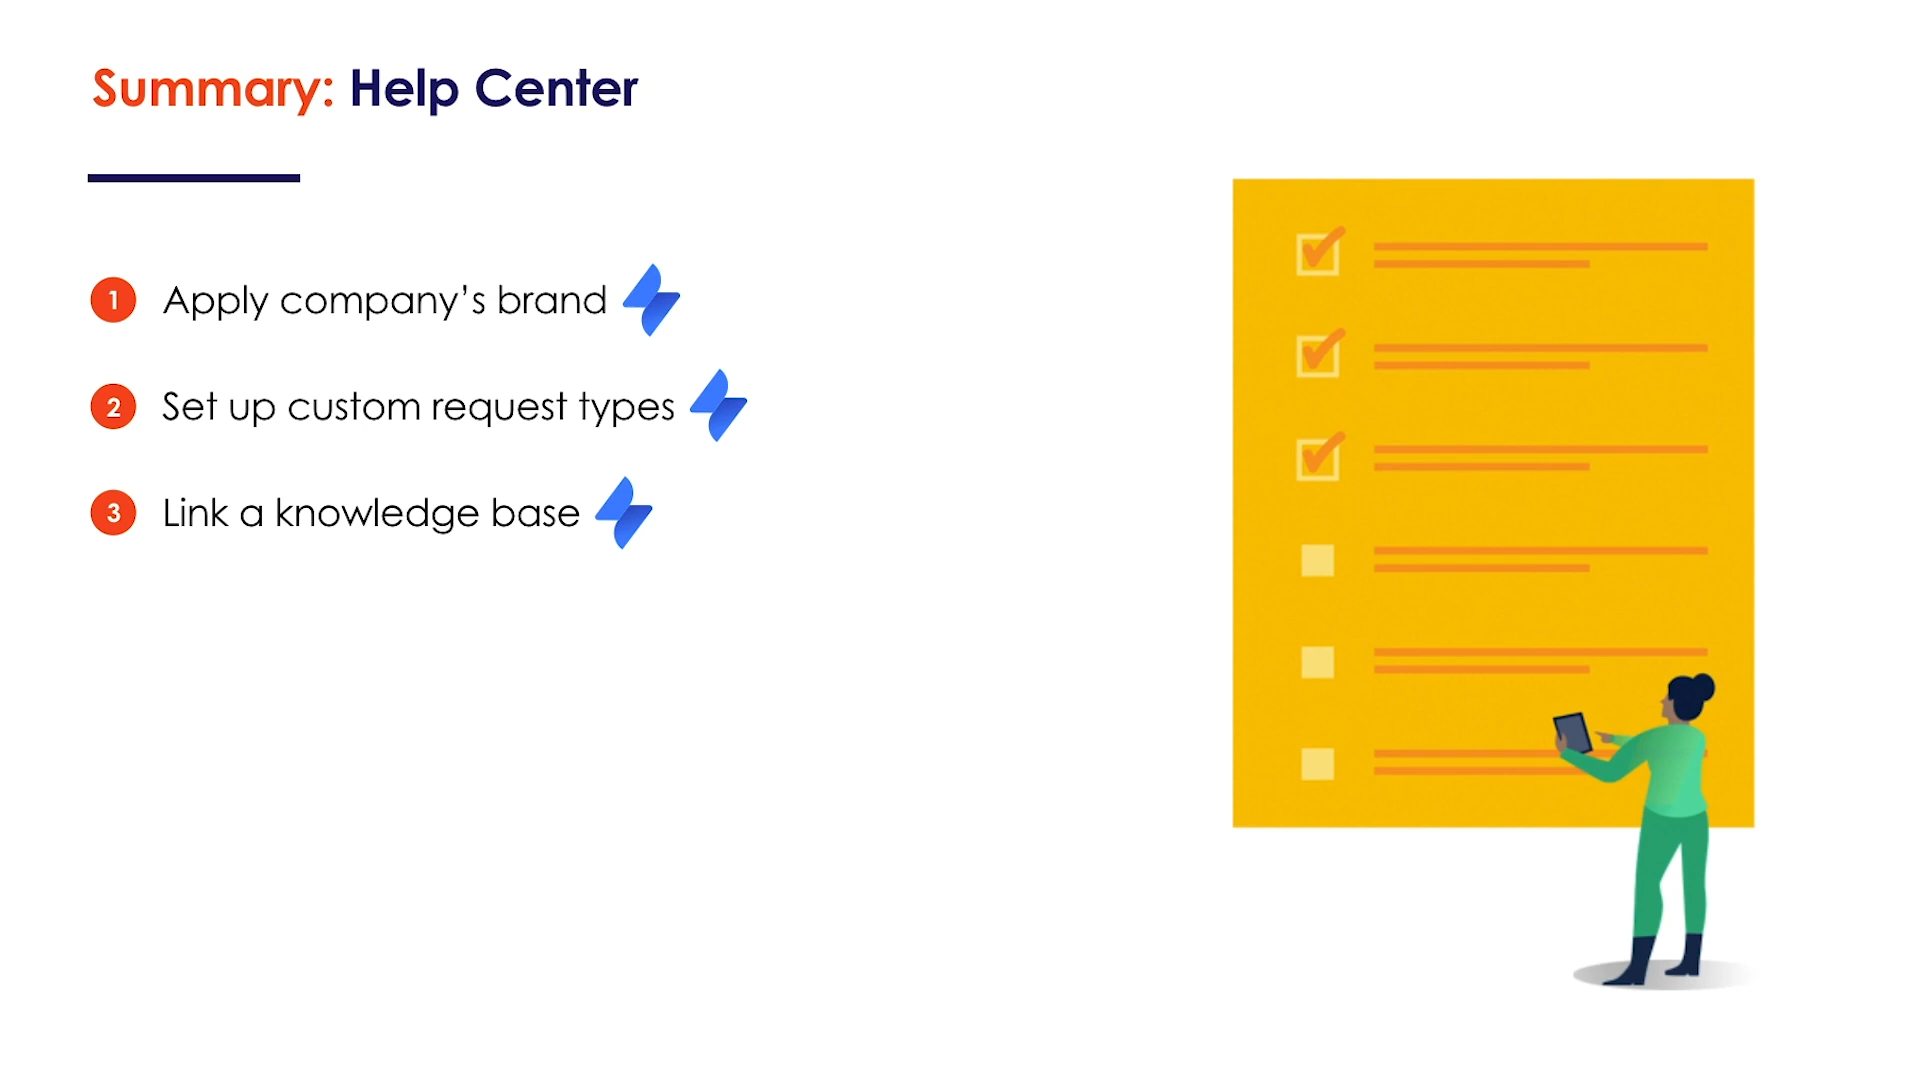 Summary: Help Center
1 Apply company’s brand
2 Set up custom request types
3 Link a knowledge base